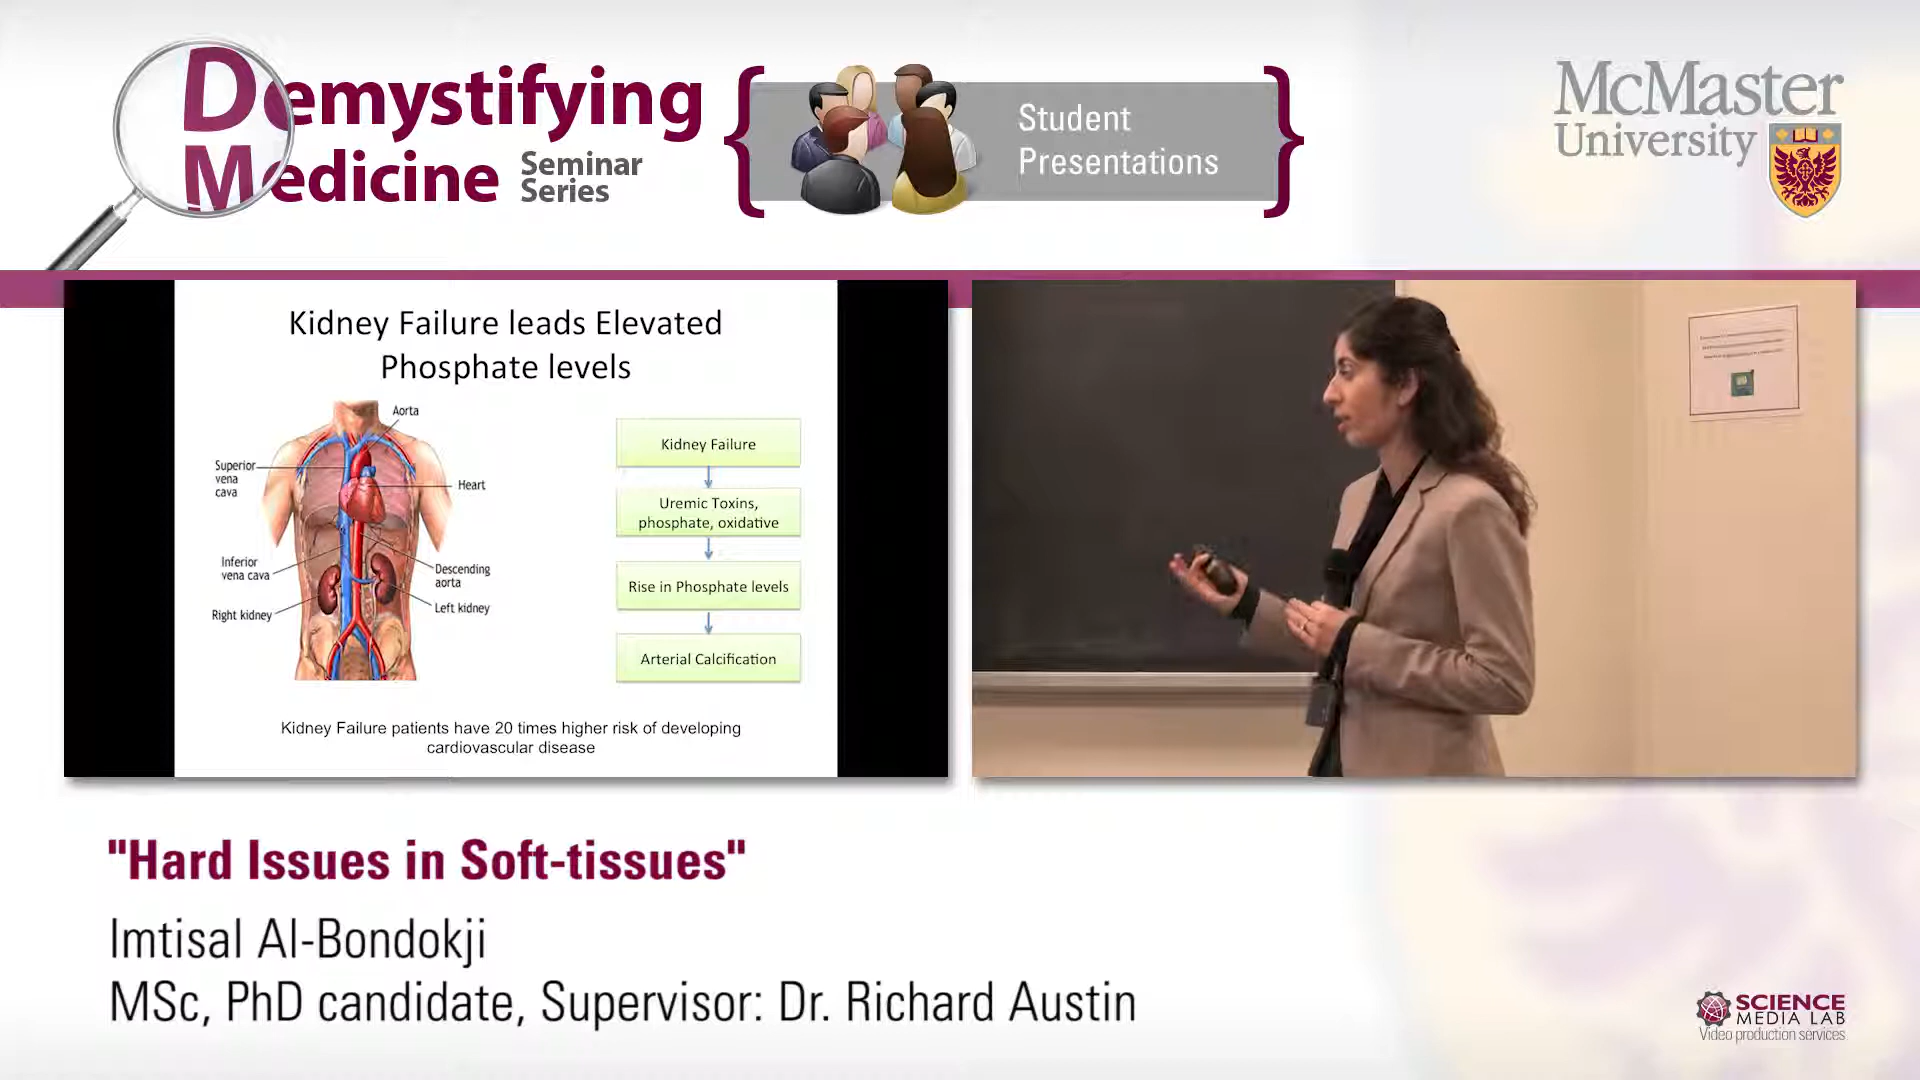 Demystifying
Medicine Seminar Series
Student
Presentations
McMaster
University
Kidney Failure leads Elevated
Phosphate levels
Aorta
Superior
vena
cava
Heart
Inferior
vena cava
Descending
aorta
Right kidney
Left kidney
Kidney Failure
Uremic Toxins,
phosphate, oxidative
Rise in Phosphate levels
Arterial Calcification
Kidney Failure patients have 20 times higher risk of developing
cardiovascular disease
"Hard Issues in Soft-tissues"
Imtisal Al-Bondokji
MSc, PhD candidate, Supervisor: Dr. Richard Austin
SCIENCE
MEDIA LAB
Video production services